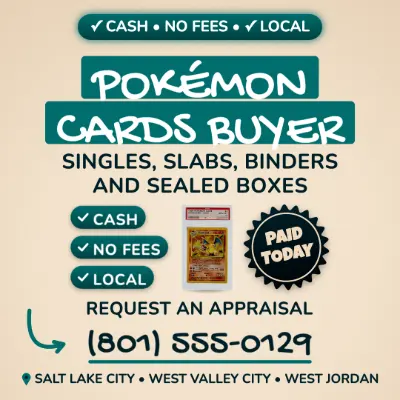 ✓ CASH • NO FEES • ✓ LOCAL
POKÉMON
CARDS BUYER
SINGLES, SLABS, BINDERS
AND SEALED BOXES
✓ CASH
✓ NO FEES
✓ LOCAL
PAID
TODAY
REQUEST AN APPRAISAL
(801) 555-0129
SALT LAKE CITY • WEST VALLEY CITY • WEST JORDAN